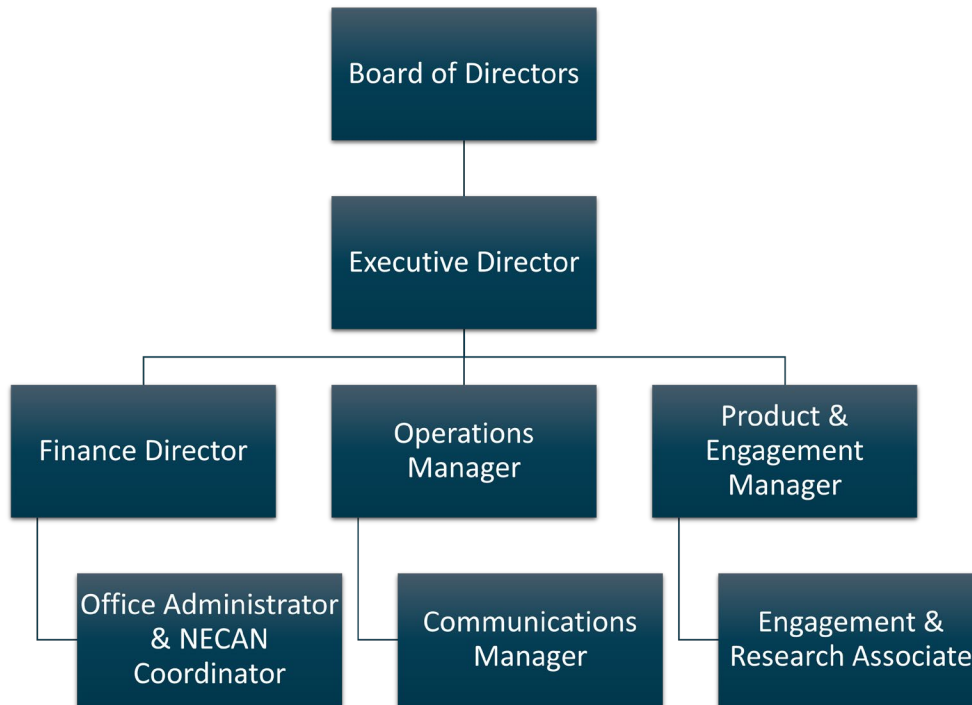 Board of Directors
Executive Director
Finance Director
Operations
Manager
Product &
Engagement
Manager
Office Administrator
& NECAN
Coordinator
Communications
Manager
Engagement &
Research Associate